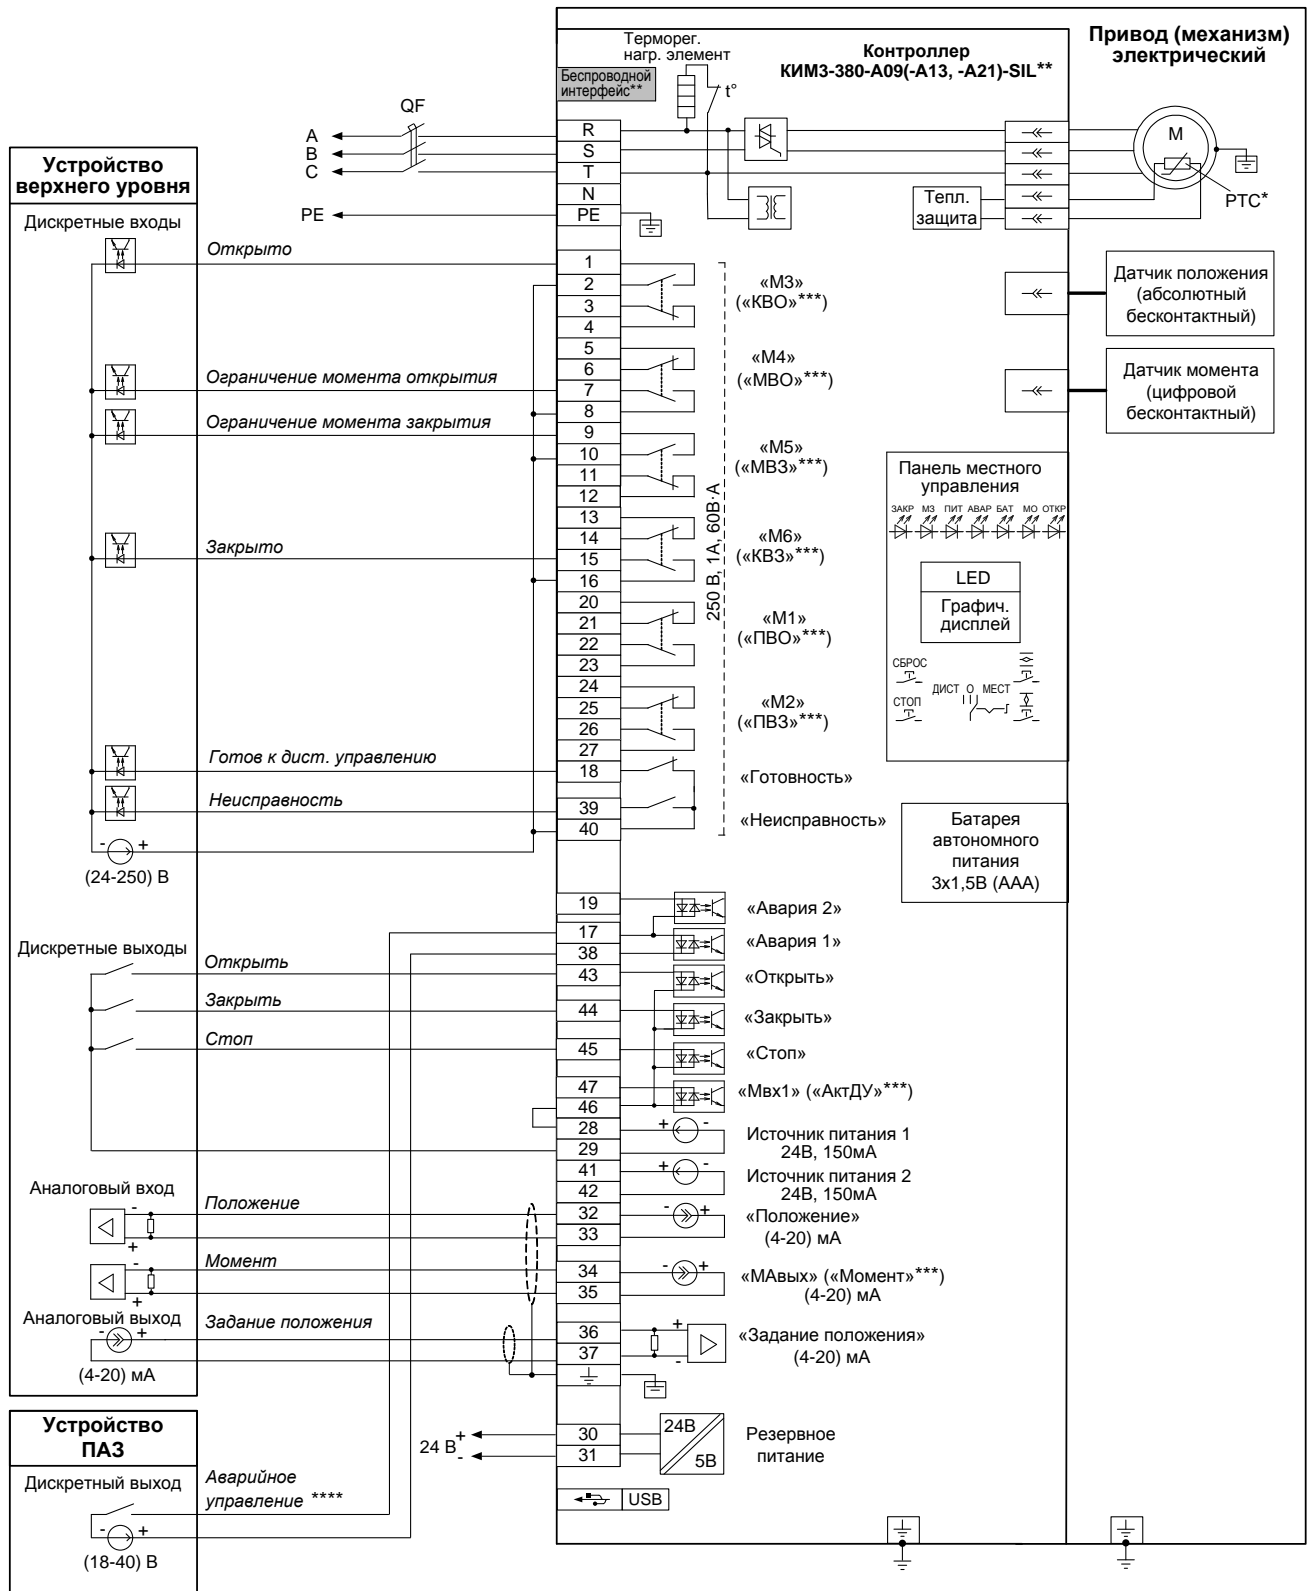 Привод (механизм)
электрический
Контроллер
КИМ3-380-А09(-А13, -А21)-SIL**
Терморег.
нагр. элемент
t°
Беспроводной
интерфейс**
QF
A
B
C
PE
R
S
T
N
PE
Тепл.
защита
M
PTC*
Устройство
верхнего уровня
Дискретные входы
Открыто
Ограничение момента открытия
Ограничение момента закрытия
Закрыто
Готов к дист. управлению
Неисправность
- +
(24-250) В
1
2
3
4
5
6
7
8
9
10
11
12
13
14
15
16
20
21
22
23
24
25
26
27
18
39
40
«М3»
(«КВО»***)
«М4»
(«МВО»***)
«М5»
(«МВЗ»***)
«М6»
(«КВЗ»***)
«М1»
(«ПВО»***)
«М2»
(«ПВЗ»***)
«Готовность»
«Неисправность»
250 В, 1А, 60В·А
Датчик положения
(абсолютный
бесконтактный)
Датчик момента
(цифровой
бесконтактный)
Панель местного
управления
ЗАКР МЗ ПИТ АВАР БАТ МО ОТКР
LED
Графич.
дисплей
СБРОС
СТОП
ДИСТ О МЕСТ
Батарея
автономного
питания
3х1,5В (ААА)
Дискретные выходы
Открыть
Закрыть
Стоп
19
17
38
43
44
45
47
46
28
29
41
42
32
33
34
35
36
37
30
31
«Авария 2»
«Авария 1»
«Открыть»
«Закрыть»
«Стоп»
«Мвх1» («АктДУ»***)
+ -
Источник питания 1
24В, 150мА
+ -
Источник питания 2
24В, 150мА
- +
«Положение»
(4-20) мА
- +
«МАвых» («Момент»***)
(4-20) мА
+
-
«Задание положения»
(4-20) мА
Аналоговый вход
-
+
Положение
-
+
Момент
Аналоговый выход
- +
Задание положения
(4-20) мА
24 В
+
-
24В
5В
Резервное
питание
USB
Устройство
ПАЗ
Дискретный выход
Аварийное
управление ****
- +
(18-40) В